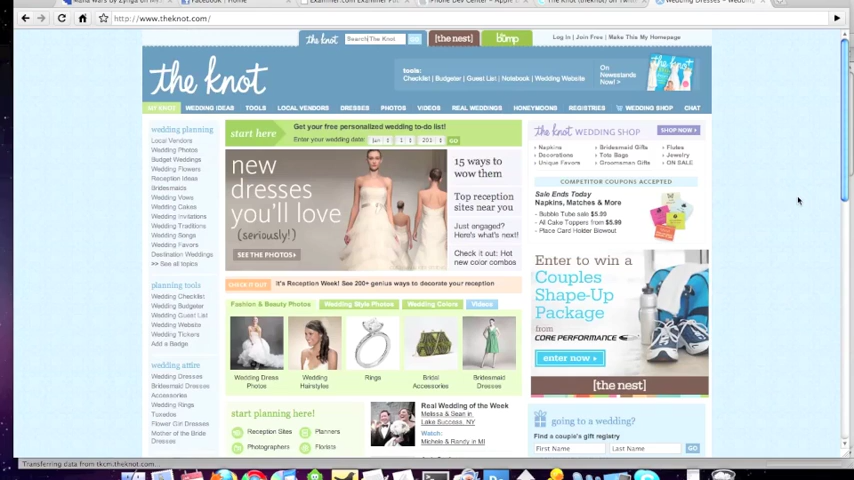 Facebook | Home
http://www.theknot.com/
the knot
Search The Knot
GO
[the nest]
the bump
Log In | Join Free | Make This My Homepage
the knot
tools:
Checklist | Budgeter | Guest List | Notebook | Wedding Website
On
Newsstands
Now! >
MY KNOT WEDDING IDEAS TOOLS LOCAL VENDORS DRESSES PHOTOS VIDEOS REAL WEDDINGS HONEYMOONS REGISTRIES WEDDING SHOP CHAT
wedding planning
Local Vendors
Wedding Photos
Budget Weddings
Wedding Flowers
Reception Ideas
Bridesmaids
Wedding Vows
Wedding Cakes
Wedding Invitations
Wedding Traditions
Wedding Songs
Wedding Favors
Destination Weddings
>> See all topics
planning tools
Wedding Checklist
Wedding Budgeter
Wedding Guest List
Wedding Website
Wedding Tickers
Add a Badge
wedding attire
Wedding Dresses
Bridesmaid Dresses
Accessories
Wedding Rings
Tuxedos
Flower Girl Dresses
Mother of the Bride
Dresses
start here
Get your free personalized wedding to-do list!
Enter your wedding date:
GO
new
dresses
you'll love
(seriously!)
SEE THE PHOTOS>
15 ways to
wow them
Top reception
sites near you
Just engaged?
Here's what's next!
Check it out: Hot
new color combos
CHECK IT OUT
It's Reception Week! See 200+ genius ways to decorate your reception
Fashion & Beauty Photos
Wedding Style Photos
Wedding Colors
Videos
Wedding Dress
Photos
Wedding
Hairstyles
Rings
Bridal
Accessories
Bridesmaid
Dresses
start planning here!
Reception Sites
Planners
Photographers
Florists
Real Wedding of the Week
Melissa & Sean in
Lake Success, NY
Watch:
Michele & Randy in MI
the knot WEDDING SHOP
SHOP NOW >
Napkins
Decorations
Unique Favors
Bridesmaid Gifts
Tote Bags
Groomsmen Gifts
Flutes
Jewelry
ON SALE
COMPETITOR COUPONS ACCEPTED
Sale Ends Today
Napkins, Matches & More
- Bubble Tube sale $5.99
- All Cake Toppers from $5.99
- Place Card Holder Blowout
Enter to win a
Couples
Shape-Up
Package
from
CORE PERFORMANCE
enter now >
[the nest]
going to a wedding?
Find a couple's gift registry
First Name
Last Name
GO
Transferring data from tkcm.theknot.com...